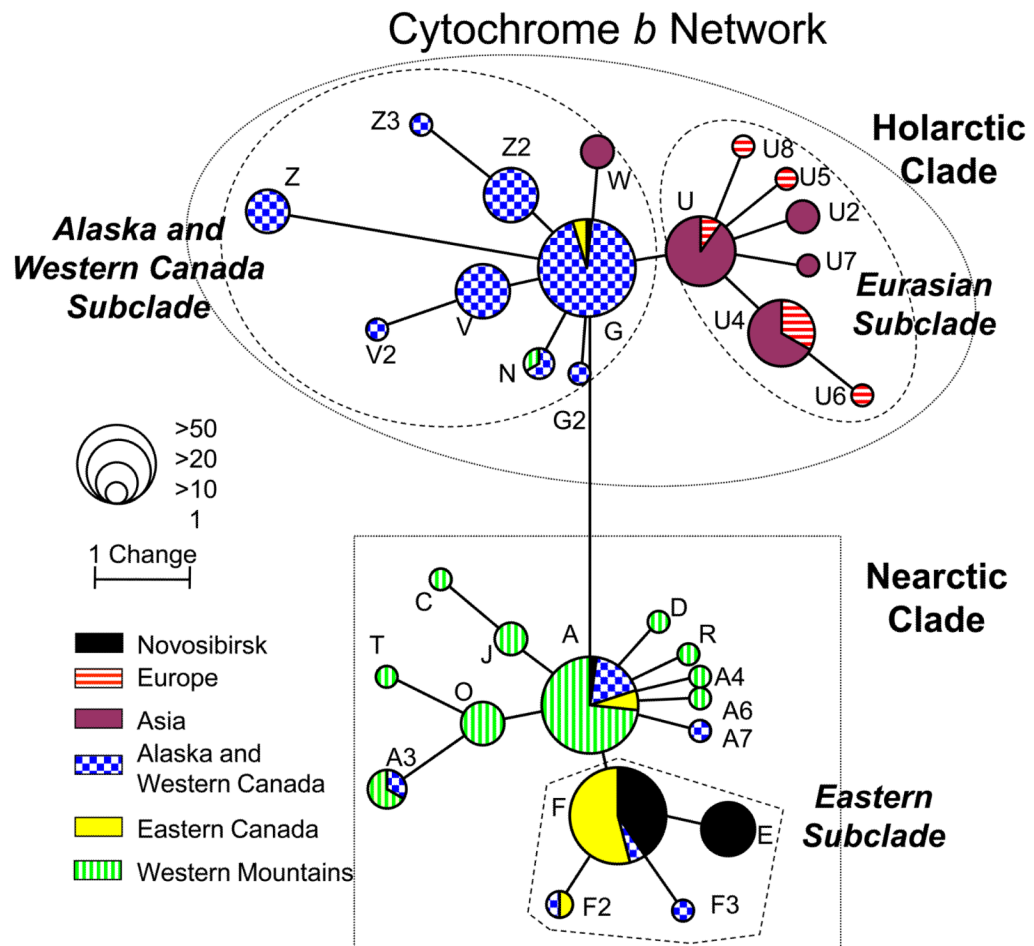 Cytochrome b Network
Holarctic
Clade
Z3
Z2
W
U8
U5
U
U2
U7
Z
Alaska and
Western Canada
Subclade
Eurasian
Subclade
V
V2
G
N
G2
U4
U6
>50
>20
>10
1
1 Change
Nearctic
Clade
C
D
A
R
T
J
A4
O
A6
A7
A3
Novosibirsk
Europe
Asia
Alaska and
Western Canada
Eastern Canada
Western Mountains
F
E
Eastern
Subclade
F2
F3